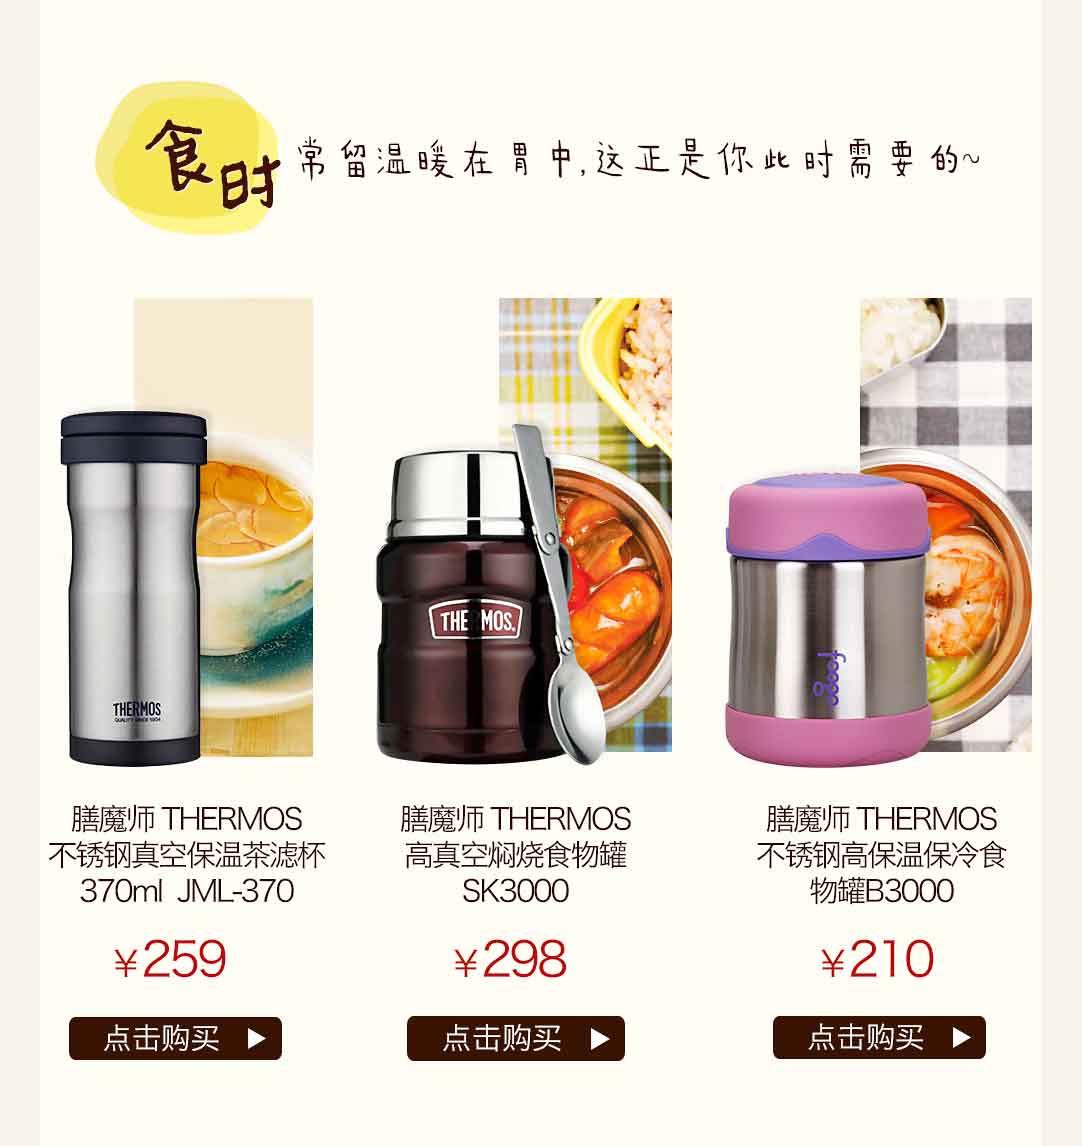 食时
常留温暖在胃中,这正是你此时需要的~
THERMOS
QUALITY SINCE 1904
THERMOS.
foogo
膳魔师 THERMOS
不锈钢真空保温茶滤杯
370ml JML-370
¥259
点击购买
膳魔师 THERMOS
高真空焖烧食物罐
SK3000
¥298
点击购买
膳魔师 THERMOS
不锈钢高保温保冷食
物罐B3000
¥210
点击购买